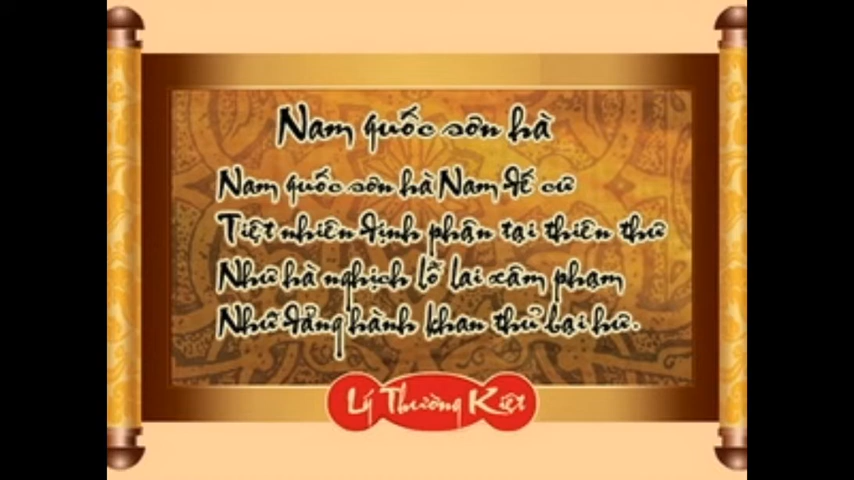 Nam quốc sơn hà
Nam quốc sơn hà Nam đế cư
Tiệt nhiên định phận tại thiên thư
Như hà nghịch lỗ lai xâm phạm
Nhữ đẳng hành khan thủ bại hư.
Lý Thường Kiệt